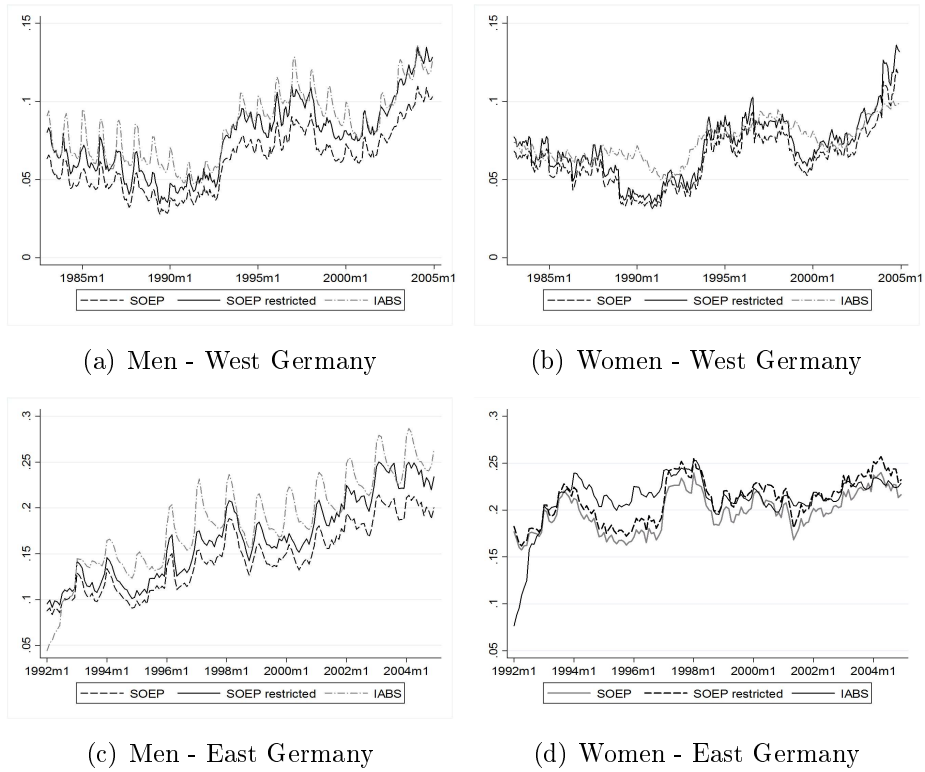 .15
.1
.05
0
1985m1 1990m1 1995m1 2000m1 2005m1
SOEP SOEP restricted IABS
(a) Men - West Germany
.15
.1
.05
0
1985m1 1990m1 1995m1 2000m1 2005m1
SOEP SOEP restricted IABS
(b) Women - West Germany
.3
.25
.2
.15
.1
.05
1992m1 1994m1 1996m1 1998m1 2000m1 2002m1 2004m1
SOEP SOEP restricted IABS
(c) Men - East Germany
.3
.25
.2
.15
.1
.05
1992m1 1994m1 1996m1 1998m1 2000m1 2002m1 2004m1
SOEP SOEP restricted IABS
(d) Women - East Germany